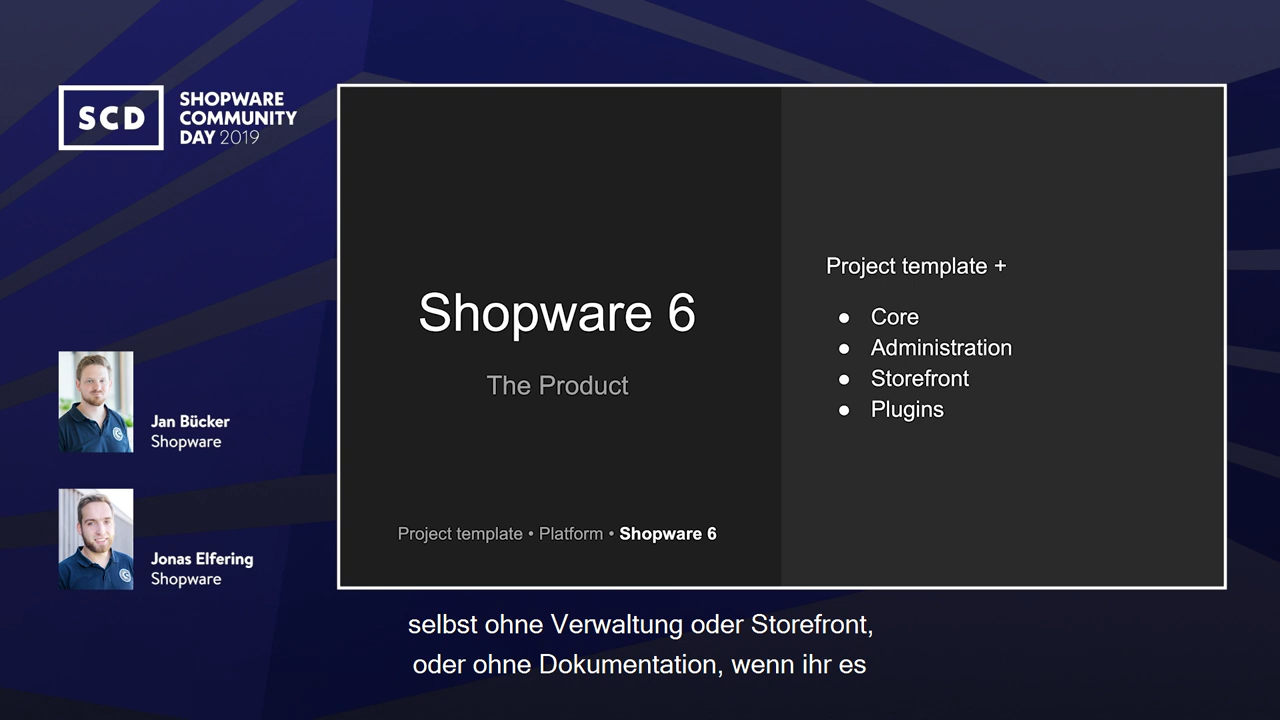 SCD
SHOPWARE
COMMUNITY
DAY 2019
Jan Bücker
Shopware
Jonas Elfering
Shopware
Shopware 6
The Product
Project template • Platform • Shopware 6
Project template +
● Core
● Administration
● Storefront
● Plugins
selbst ohne Verwaltung oder Storefront,
oder ohne Dokumentation, wenn ihr es